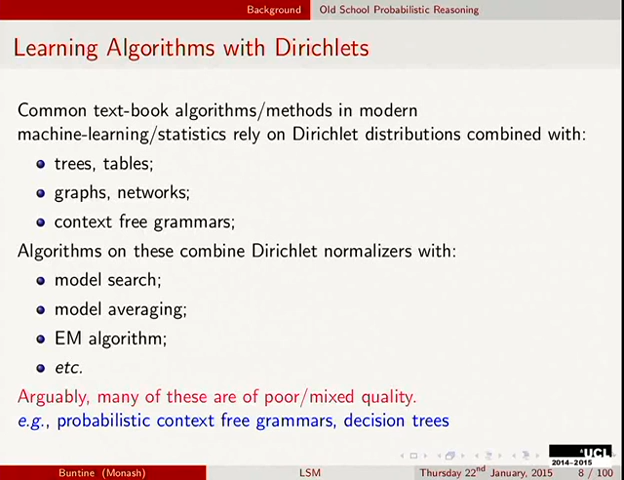 Background
Old School Probabilistic Reasoning
Learning Algorithms with Dirichlets
Common text-book algorithms/methods in modern
machine-learning/statistics rely on Dirichlet distributions combined with:
trees, tables;
graphs, networks;
context free grammars;
Algorithms on these combine Dirichlet normalizers with:
model search;
model averaging;
EM algorithm;
etc.
Arguably, many of these are of poor/mixed quality.
e.g., probabilistic context free grammars, decision trees
UCL
2014-2015
Buntine (Monash)
LSM
Thursday 22nd January, 2015
8 / 100